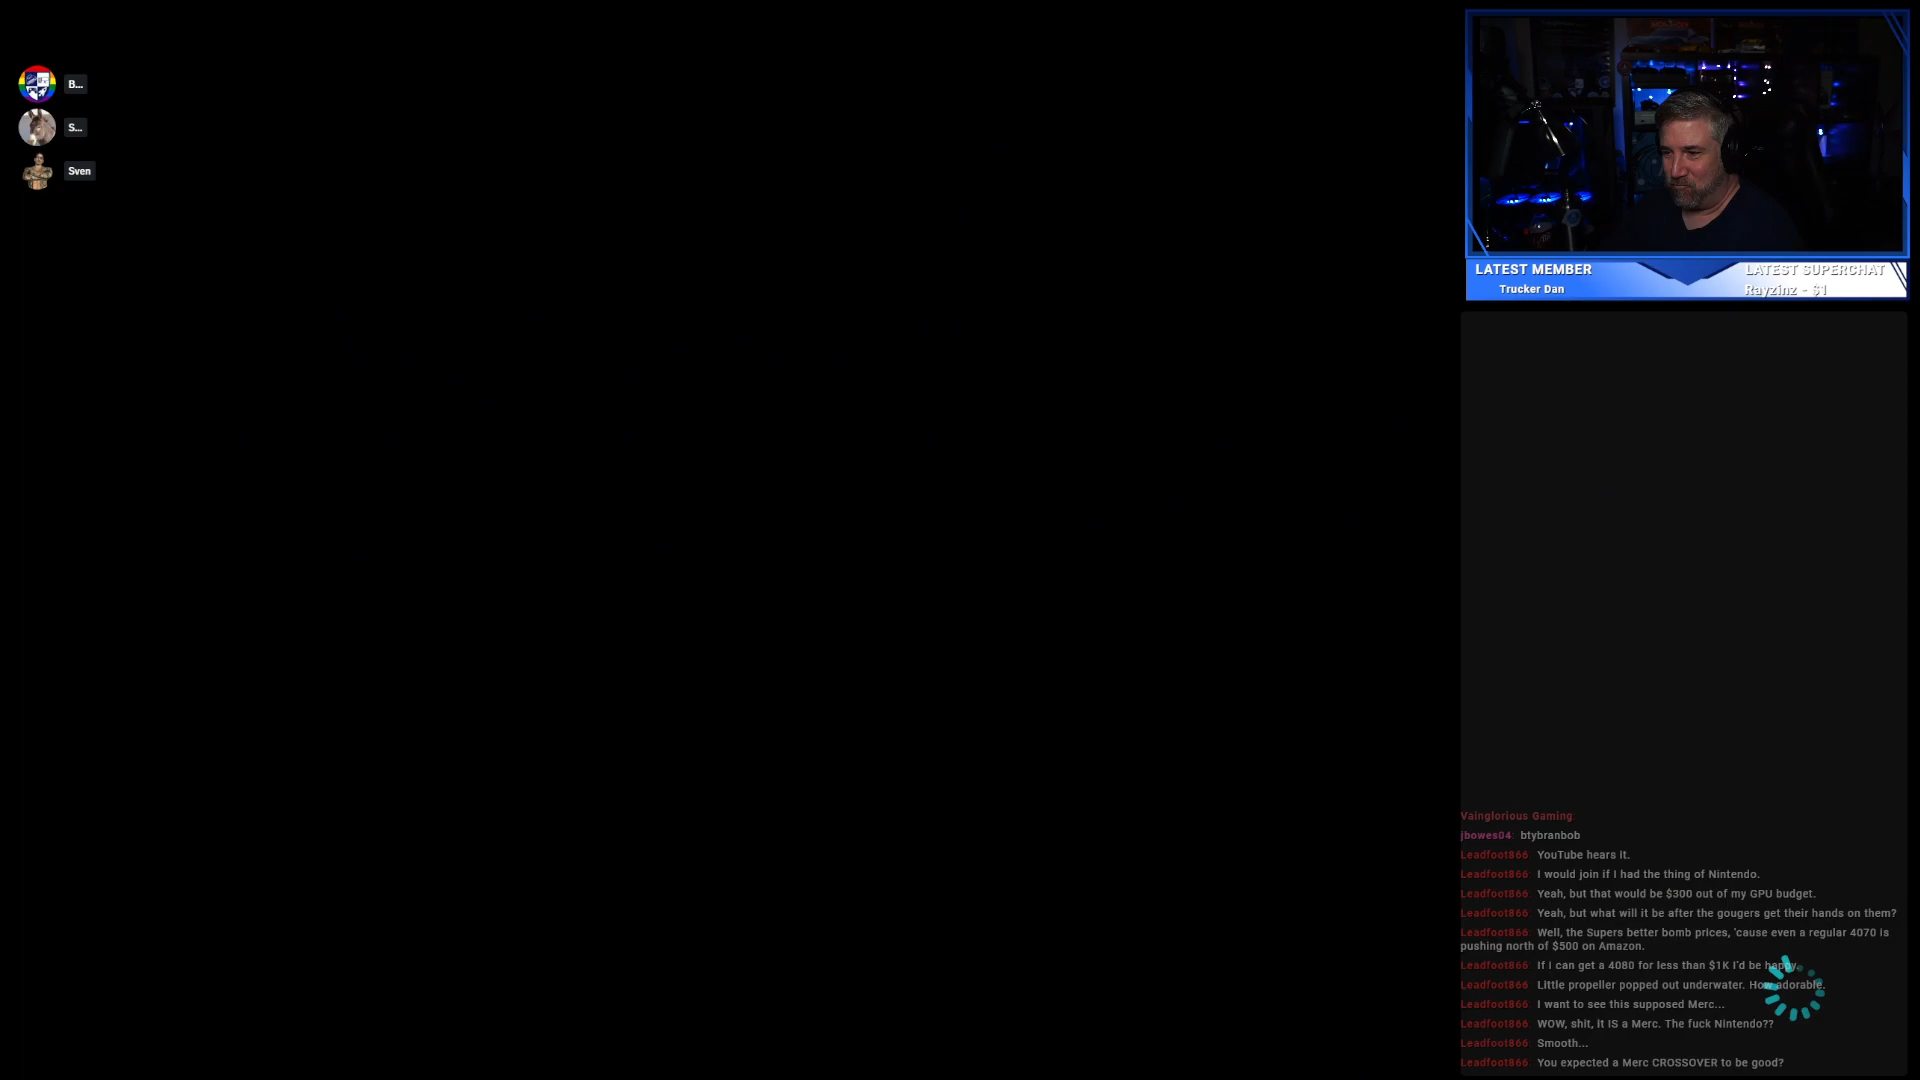 B...
S...
Sven
LATEST MEMBER
Trucker Dan
LATEST SUPERCHAT
Rayzinz - $1
Vainglorious Gaming:
jbowes04: btybranbob
Leadfoot866: YouTube hears it.
Leadfoot866: I would join if I had the thing of Nintendo.
Leadfoot866: Yeah, but that would be $300 out of my GPU budget.
Leadfoot866: Yeah, but what will it be after the gougers get their hands on them?
Leadfoot866: Well, the Supers better bomb prices, 'cause even a regular 4070 is
pushing north of $500 on Amazon.
Leadfoot866: If I can get a 4080 for less than $1K I'd be happy.
Leadfoot866: Little propeller popped out underwater. How adorable.
Leadfoot866: I want to see this supposed Merc...
Leadfoot866: WOW, shit, it IS a Merc. The fuck Nintendo??
Leadfoot866: Smooth...
Leadfoot866: You expected a Merc CROSSOVER to be good?